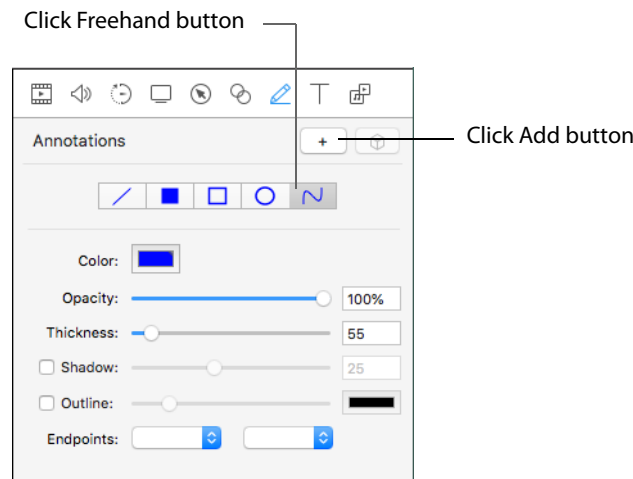 Click Freehand button
T
Annotations
+
Click Add button
Color:
Opacity: 100%
Thickness: 55
Shadow: 25
Outline:
Endpoints: